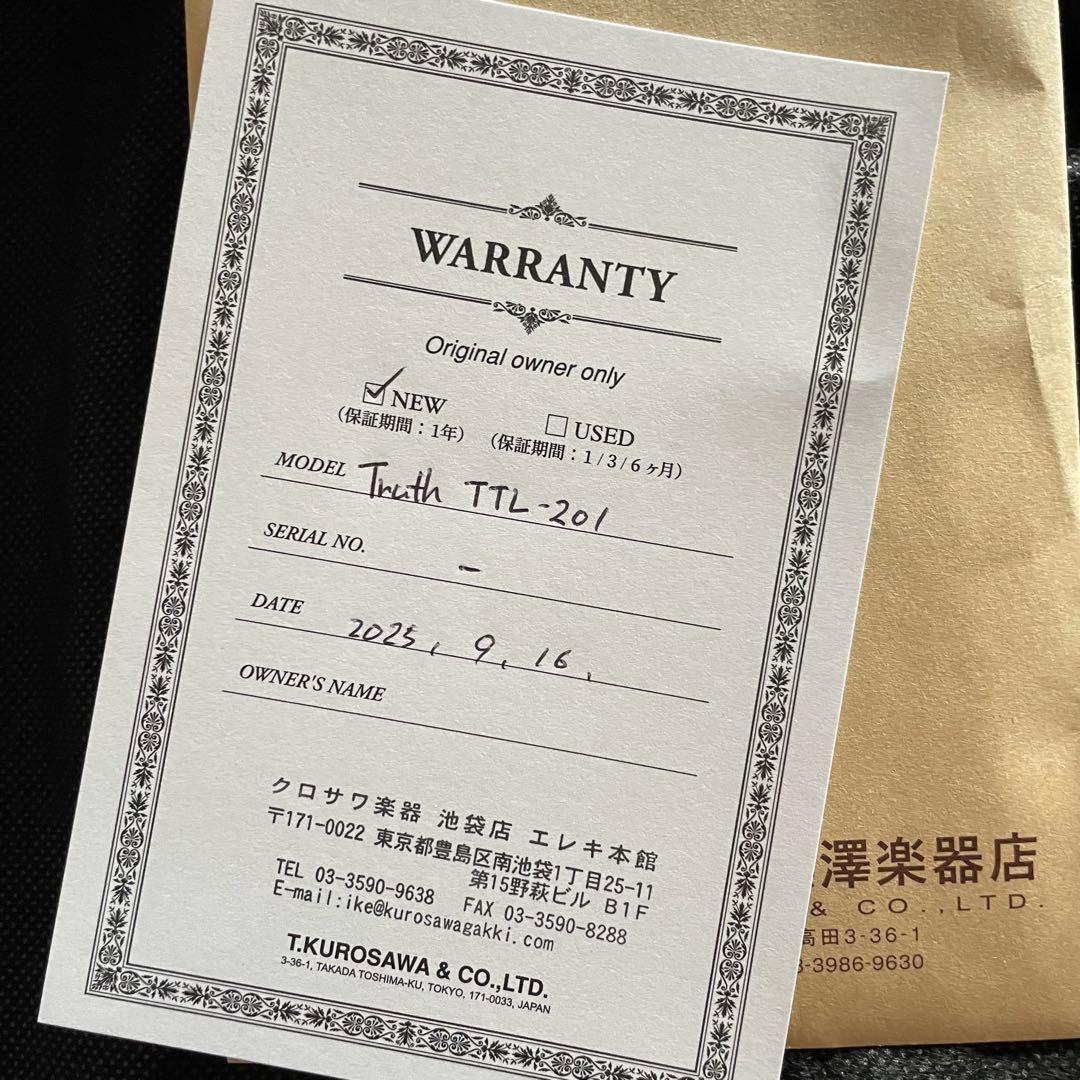 WARRANTY
Original owner only
NEW
(保証期間：1年)
USED
(保証期間：1/3/6ヶ月)
MODEL Truth TTL-201
SERIAL NO. -
DATE 2025, 9, 16,
OWNER'S NAME
クロサワ楽器 池袋店 エレキ本館
〒171-0022 東京都豊島区南池袋1丁目25-11
第15野萩ビル B1F
TEL 03-3590-9638 FAX 03-3590-8288
E-mail:ike@kurosawagakki.com
T.KUROSAWA & CO.,LTD.
3-36-1, TAKADA TOSHIMA-KU, TOKYO, 171-0033, JAPAN
澤楽器店
& CO.,LTD.
高田3-36-1
3-3986-9630